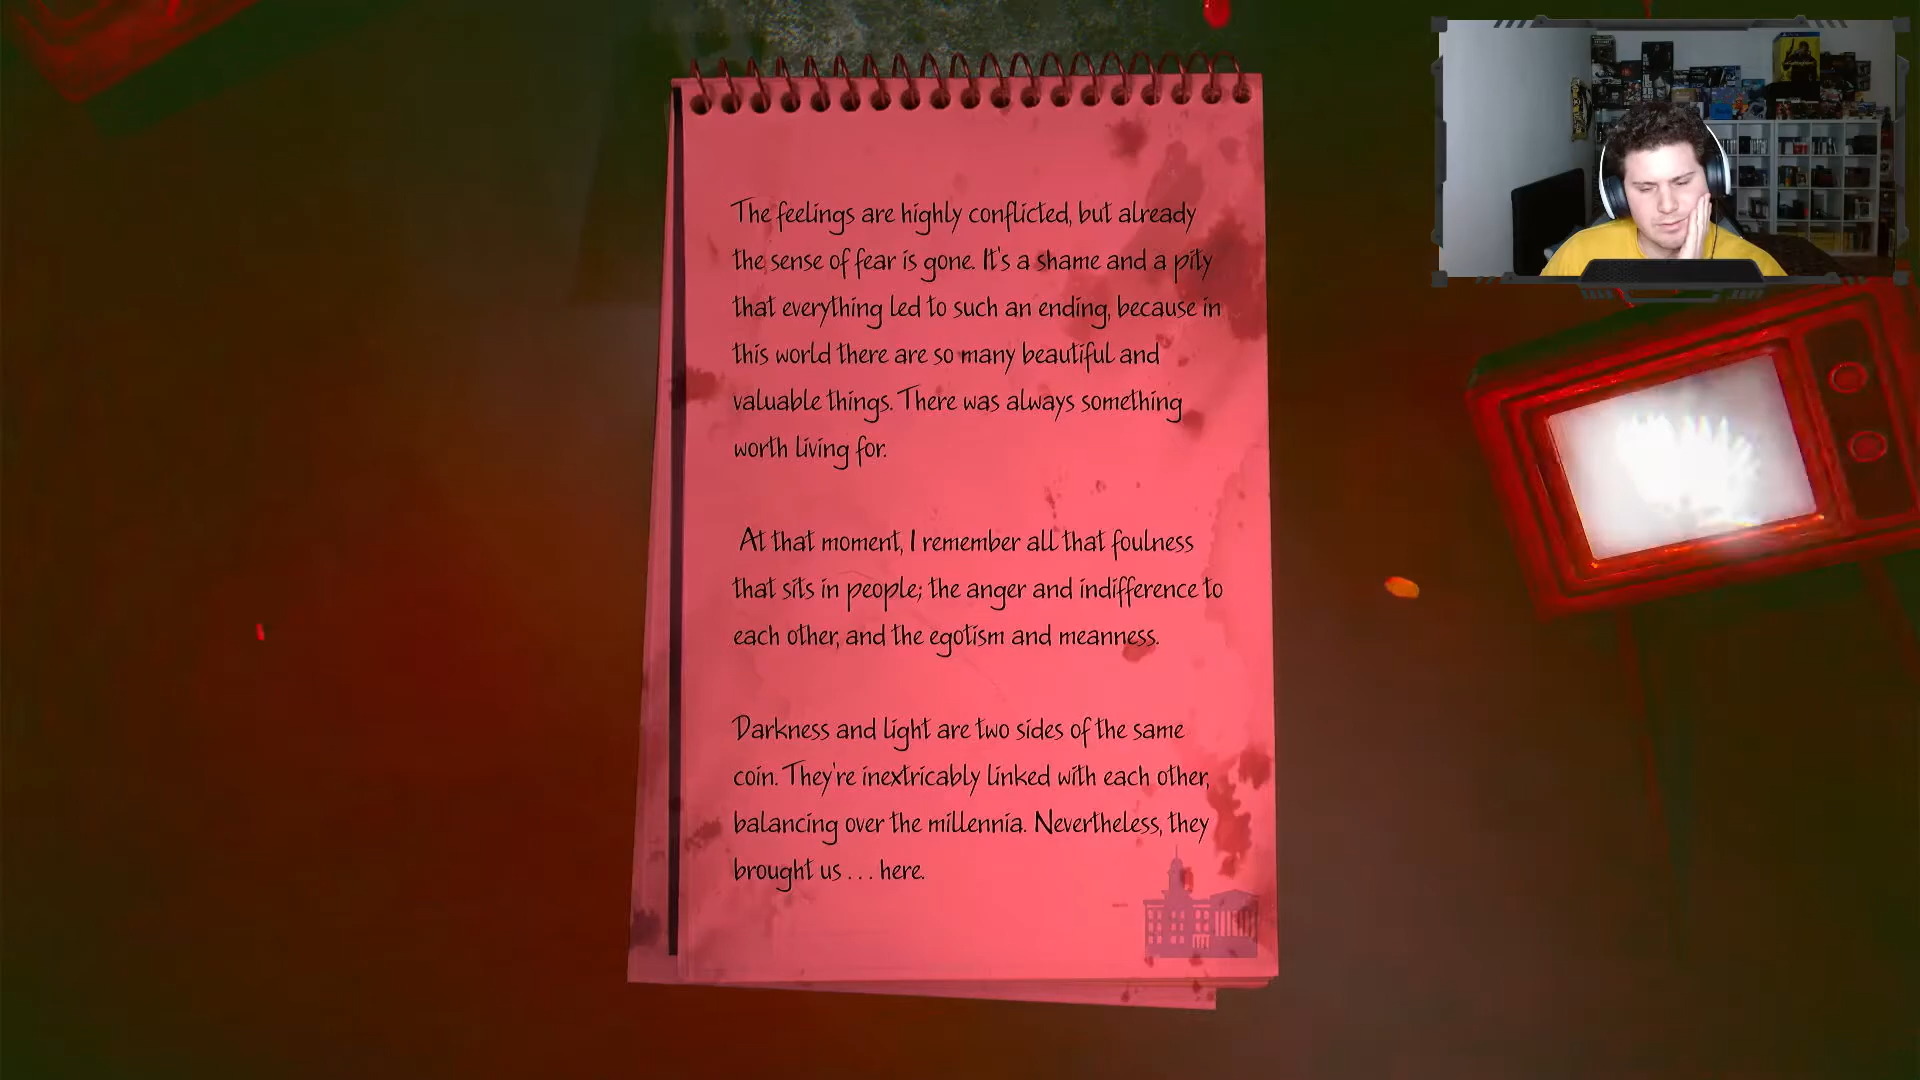 The feelings are highly conflicted, but already
the sense of fear is gone. It's a shame and a pity
that everything led to such an ending, because in
this world there are so many beautiful and
valuable things. There was always something
worth living for.
At that moment, I remember all that foulness
that sits in people; the anger and indifference to
each other, and the egotism and meanness.
Darkness and light are two sides of the same
coin. They're inextricably linked with each other,
balancing over the millennia. Nevertheless, they
brought us . . . here.